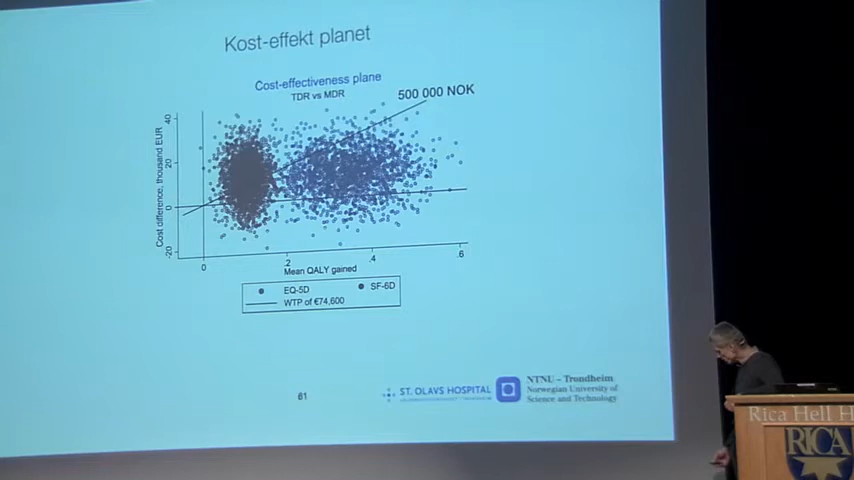 Kost-effekt planet
Cost-effectiveness plane
TDR vs MDR
500 000 NOK
Cost difference, thousand EUR
40
20
0
-20
0
.2
.4
.6
Mean QALY gained
EQ-5D
SF-6D
WTP of €74,600
61
ST. OLAVS HOSPITAL
NTNU – Trondheim
Norwegian University of
Science and Technology
Rica Hell H
RICA